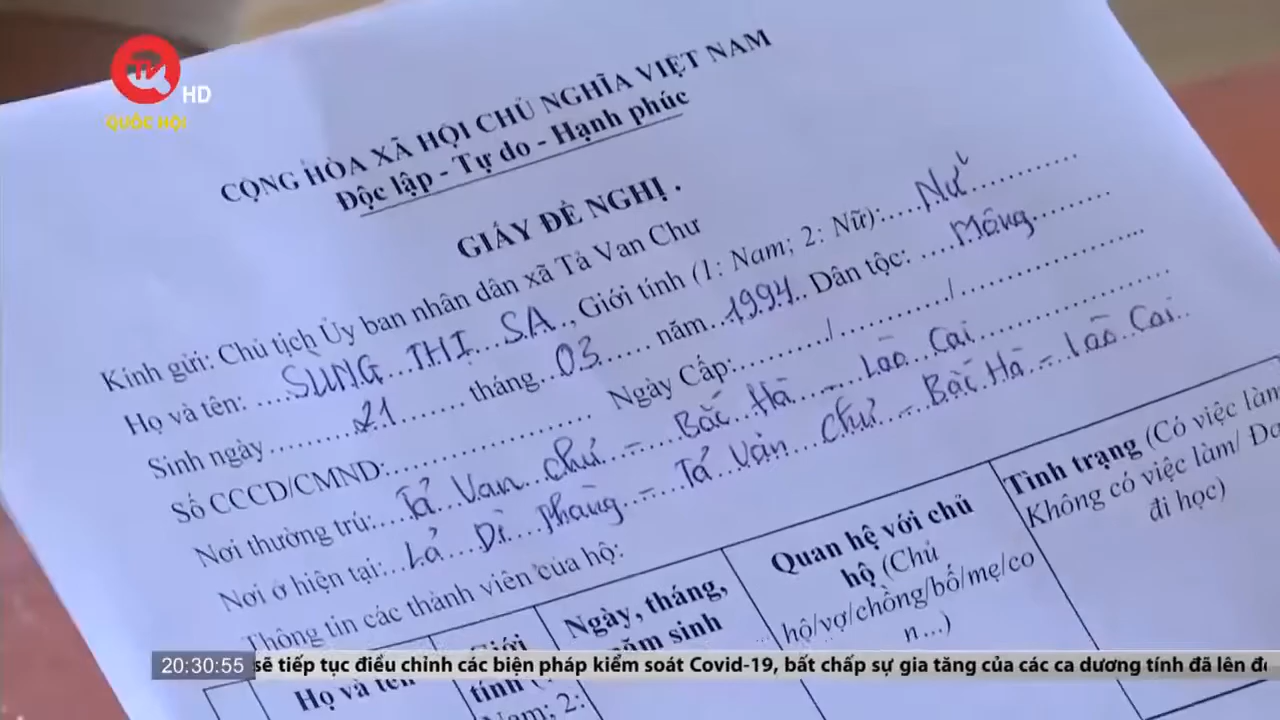 TV
HD
QUỐC HỘI
CỘNG HÒA XÃ HỘI CHỦ NGHĨA VIỆT NAM
Độc lập - Tự do - Hạnh phúc
GIẤY ĐỀ NGHỊ .
Kính gửi: Chủ tịch Ủy ban nhân dân xã Tả Van Chư
Họ và tên: ....SÙNG...THỊ...SA.., Giới tính (1: Nam; 2: Nữ):.....Nữ...........
Sinh ngày.........21........ tháng...03...... năm...1994.. Dân tộc: ....Mông.........
Số CCCD/CMND:...................... Ngày Cấp:........../............/....................
Nơi thường trú:...Tả...Van...chư...–....Bắc...Hà...–...Lào...Cai..................
Nơi ở hiện tại:..Lả...Dì...phàng...–...Tả...Van...Chư...–...Bắc Hà – Lào Cai..
Thông tin các thành viên của hộ:
Họ và tên
Giới tính (
Nam; 2:
Ngày, tháng, năm sinh
Quan hệ với chủ hộ (Chủ hộ/vợ/chồng/bố/mẹ/co n...)
Tình trạng (Có việc làm
Không có việc làm/ Đa
đi học)
20:30:55 sẽ tiếp tục điều chỉnh các biện pháp kiểm soát Covid-19, bất chấp sự gia tăng của các ca dương tính đã lên đ